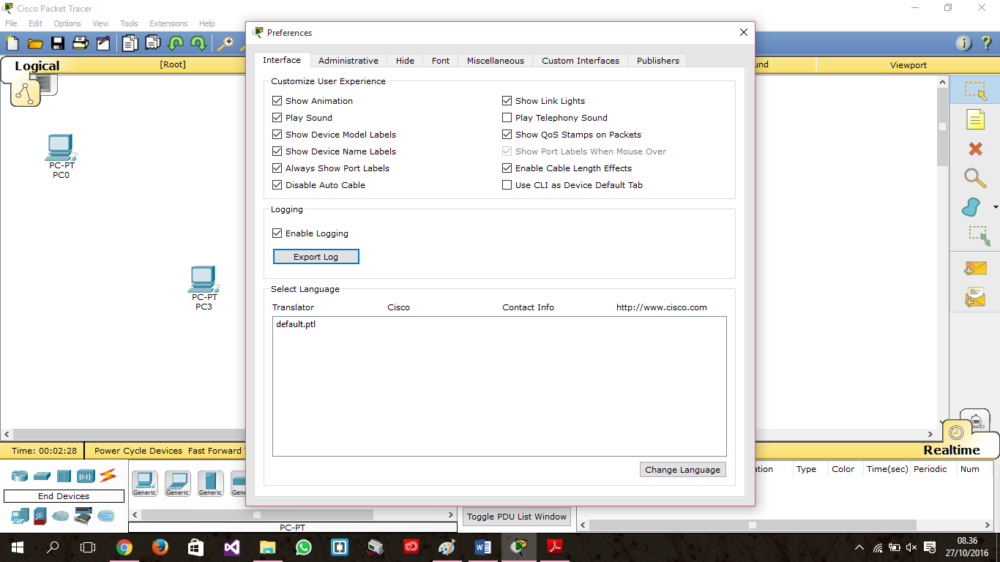 Cisco Packet Tracer
File Edit Options View Tools Extensions Help
Preferences
Interface Administrative Hide Font Miscellaneous Custom Interfaces Publishers
Logical [Root] und Viewport
Customize User Experience
Show Animation Show Link Lights
Play Sound Play Telephony Sound
Show Device Model Labels Show QoS Stamps on Packets
Show Device Name Labels Show Port Labels When Mouse Over
Always Show Port Labels Enable Cable Length Effects
Disable Auto Cable Use CLI as Device Default Tab
PC-PT
PC0
Logging
Enable Logging
Export Log
PC-PT
PC3
Select Language
Translator Cisco Contact Info http://www.cisco.com
default.ptl
Change Language
Time: 00:02:28 Power Cycle Devices Fast Forward Realtime
End Devices
Generic Generic Generic Gene
ation Type Color Time(sec) Periodic Num
Toggle PDU List Window
PC-PT
08.36
27/10/2016